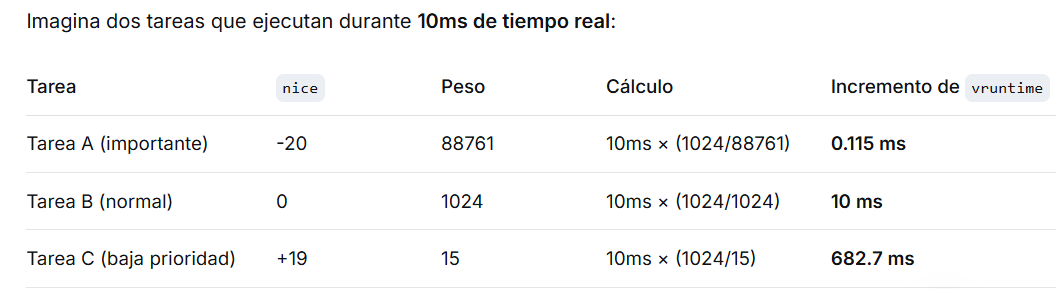 Imagina dos tareas que ejecutan durante 10ms de tiempo real:
Tarea nice Peso Cálculo Incremento de vruntime
Tarea A (importante) -20 88761 10ms × (1024/88761) 0.115 ms
Tarea B (normal) 0 1024 10ms × (1024/1024) 10 ms
Tarea C (baja prioridad) +19 15 10ms × (1024/15) 682.7 ms